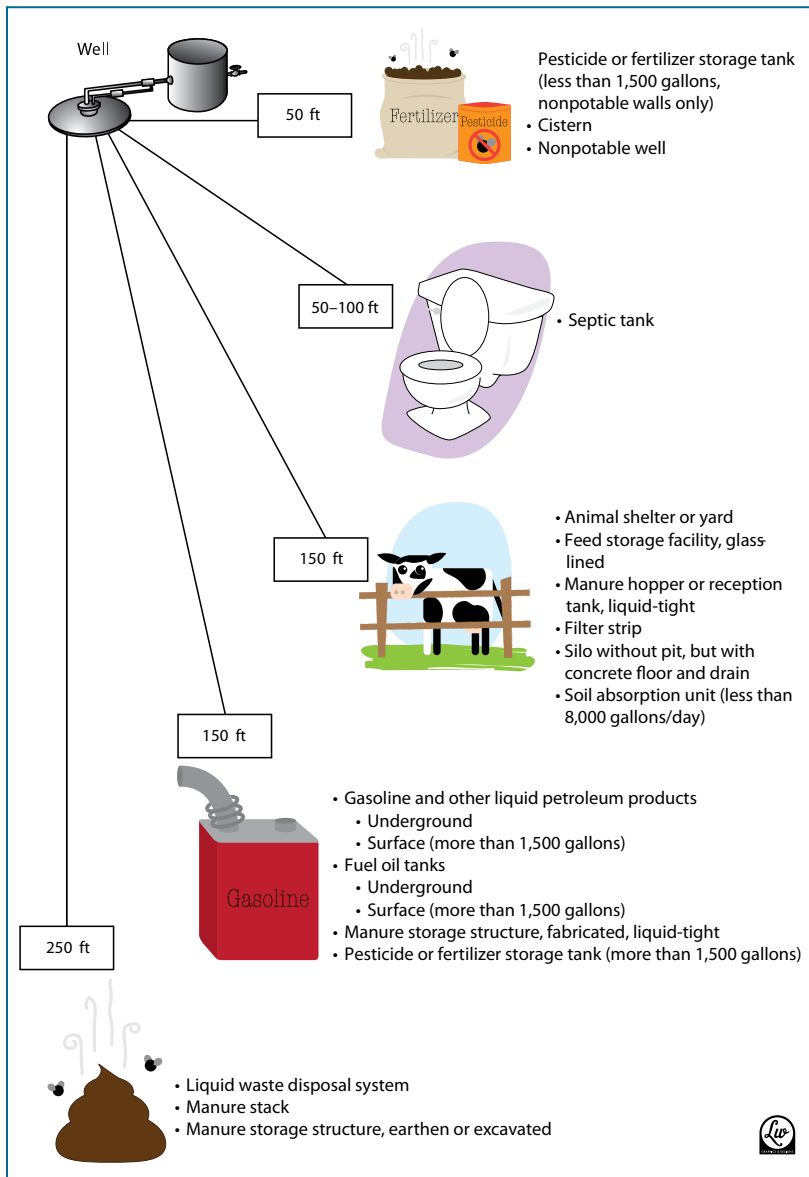 Well
50 ft
Fertilizer
Pesticide
Pesticide or fertilizer storage tank
(less than 1,500 gallons,
nonpotable walls only)
• Cistern
• Nonpotable well
50–100 ft
• Septic tank
150 ft
• Animal shelter or yard
• Feed storage facility, glass-
lined
• Manure hopper or reception
tank, liquid-tight
• Filter strip
• Silo without pit, but with
concrete floor and drain
• Soil absorption unit (less than
8,000 gallons/day)
150 ft
Gasoline
• Gasoline and other liquid petroleum products
• Underground
• Surface (more than 1,500 gallons)
• Fuel oil tanks
• Underground
• Surface (more than 1,500 gallons)
• Manure storage structure, fabricated, liquid-tight
• Pesticide or fertilizer storage tank (more than 1,500 gallons)
250 ft
• Liquid waste disposal system
• Manure stack
• Manure storage structure, earthen or excavated
Lw